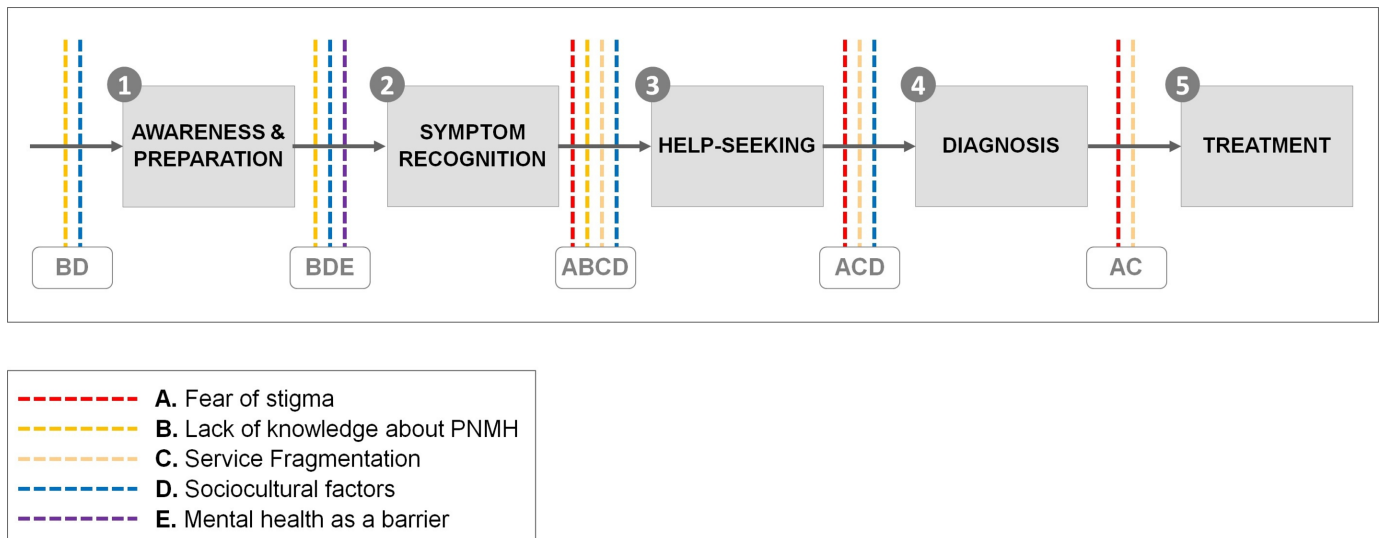 1
AWARENESS &
PREPARATION
2
SYMPTOM
RECOGNITION
3
HELP-SEEKING
4
DIAGNOSIS
5
TREATMENT
BD
BDE
ABCD
ACD
AC
A. Fear of stigma
B. Lack of knowledge about PNMH
C. Service Fragmentation
D. Sociocultural factors
E. Mental health as a barrier